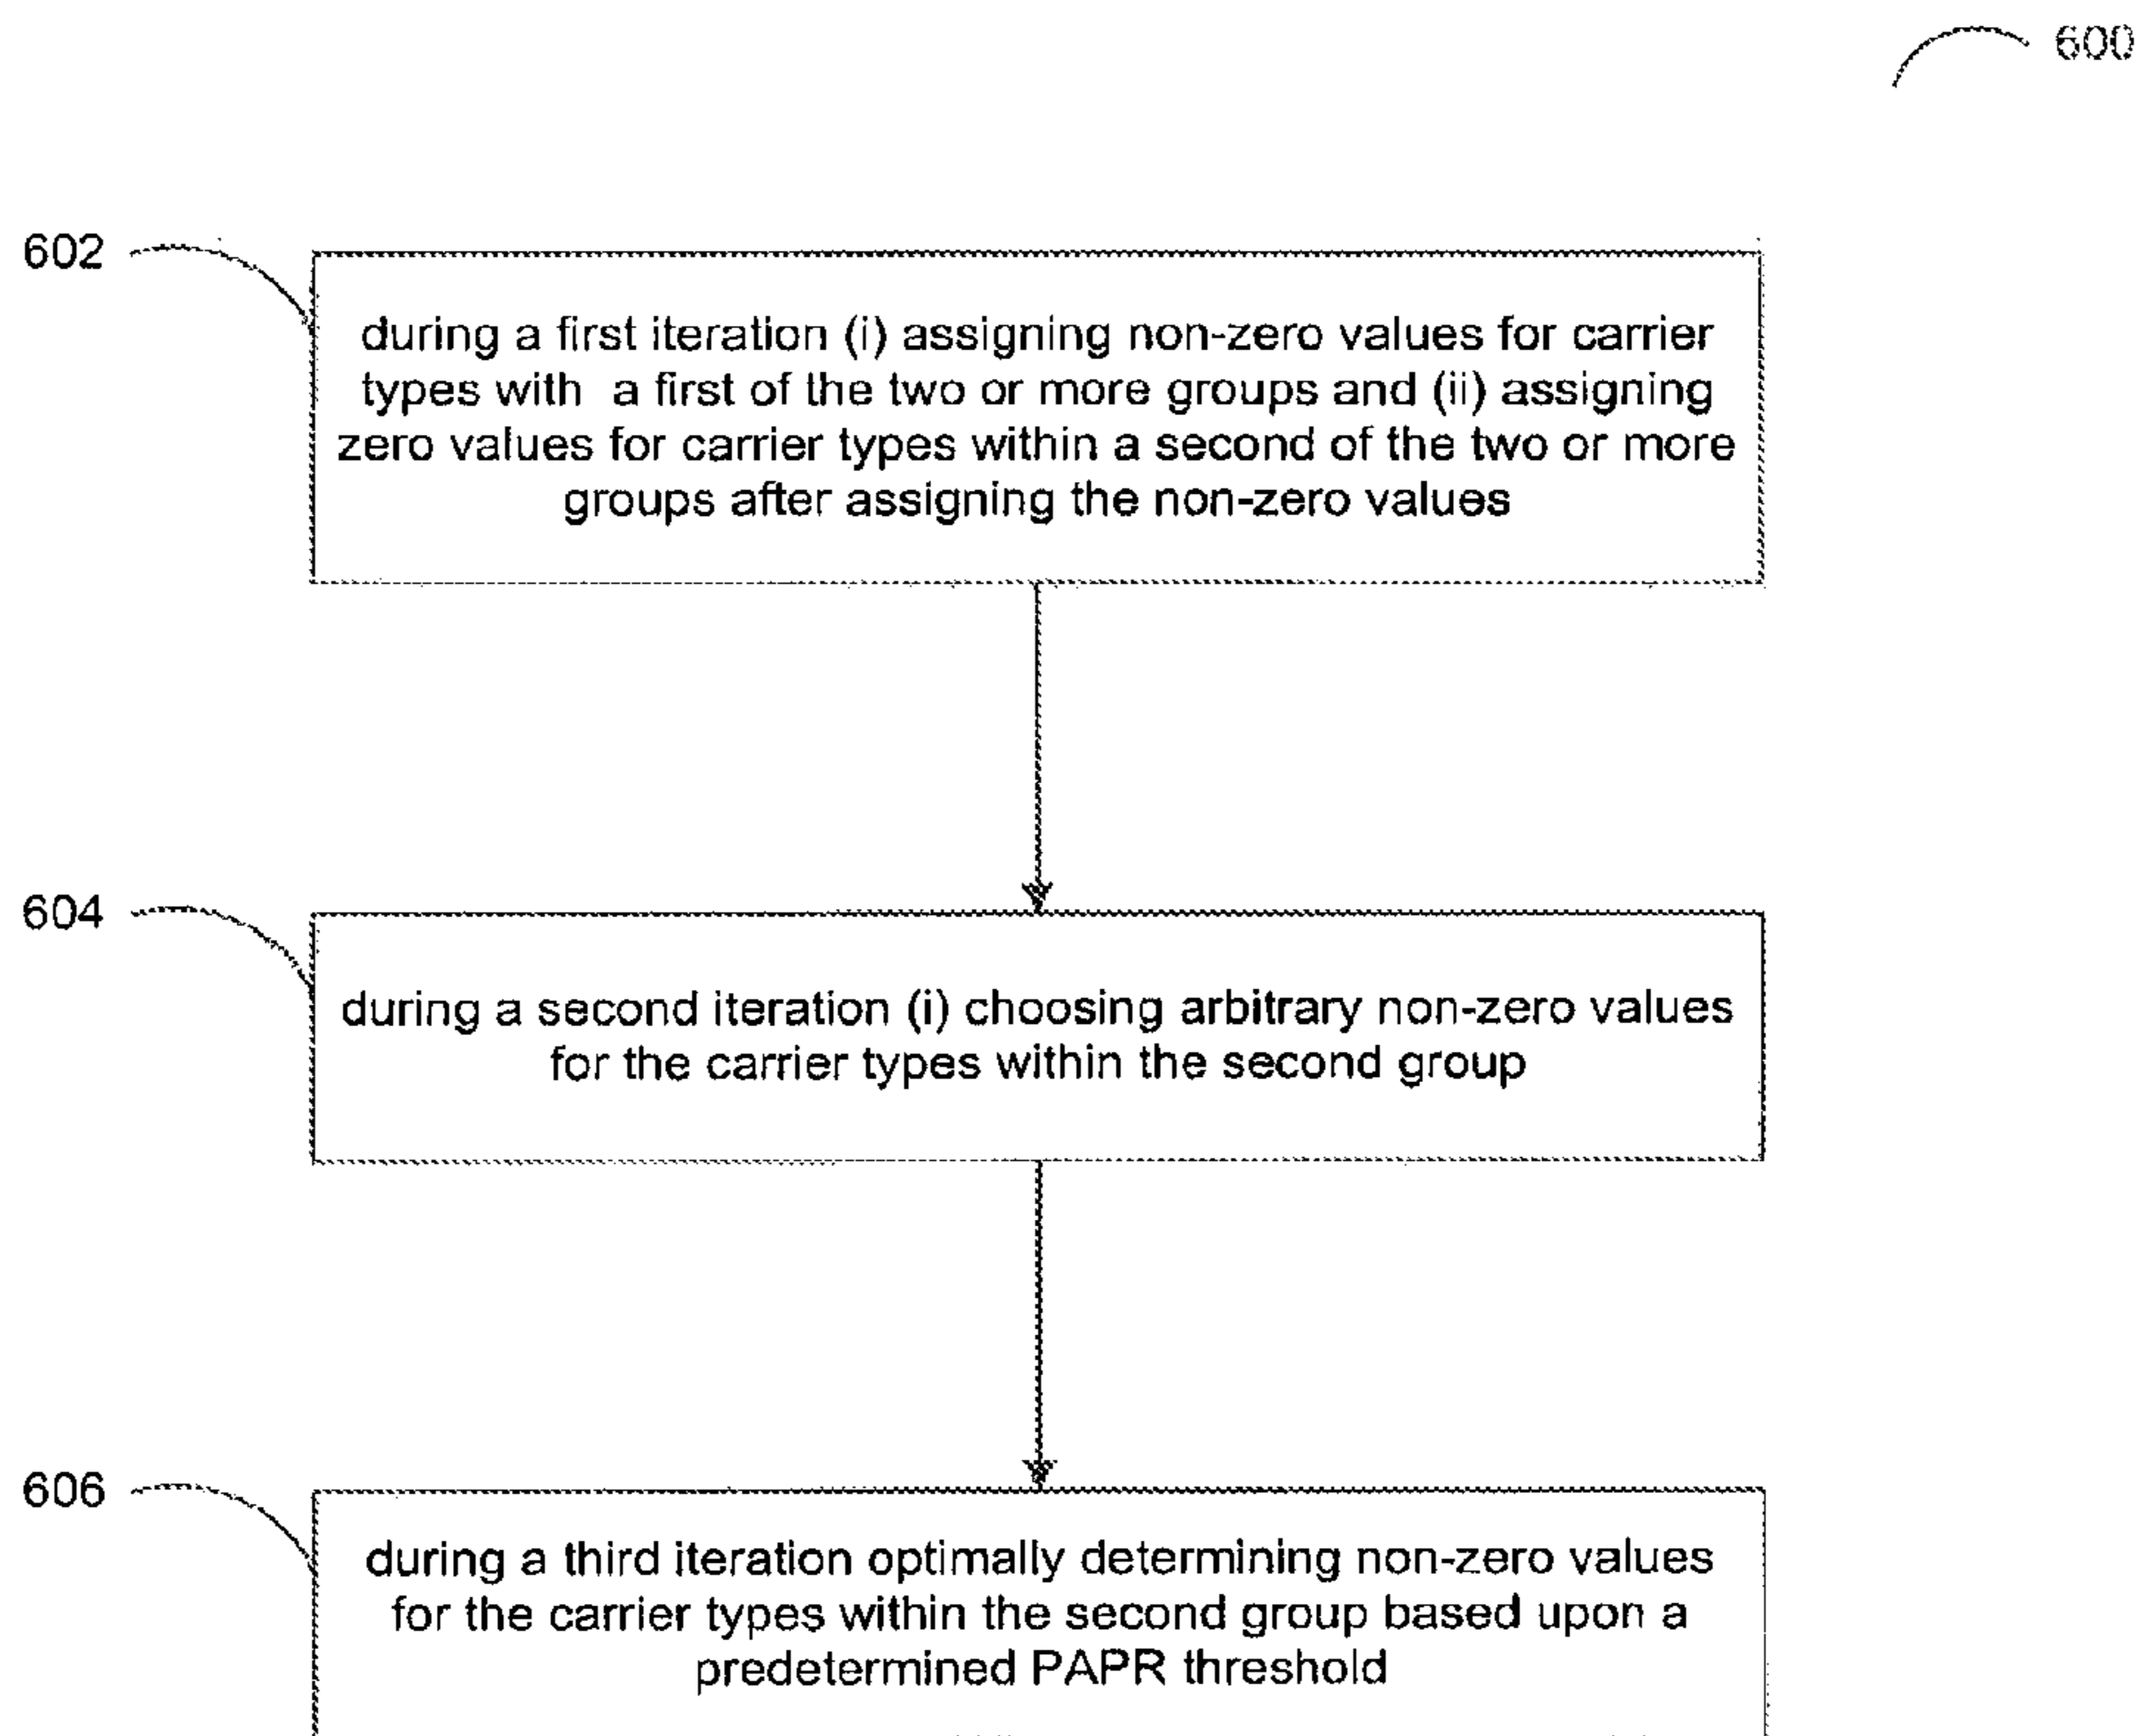 600
602
during a first iteration (i) assigning non-zero values for carrier
types with a first of the two or more groups and (ii) assigning
zero values for carrier types within a second of the two or more
groups after assigning the non-zero values
604
during a second iteration (i) choosing arbitrary non-zero values
for the carrier types within the second group
606
during a third iteration optimally determining non-zero values
for the carrier types within the second group based upon a
predetermined PAPR threshold